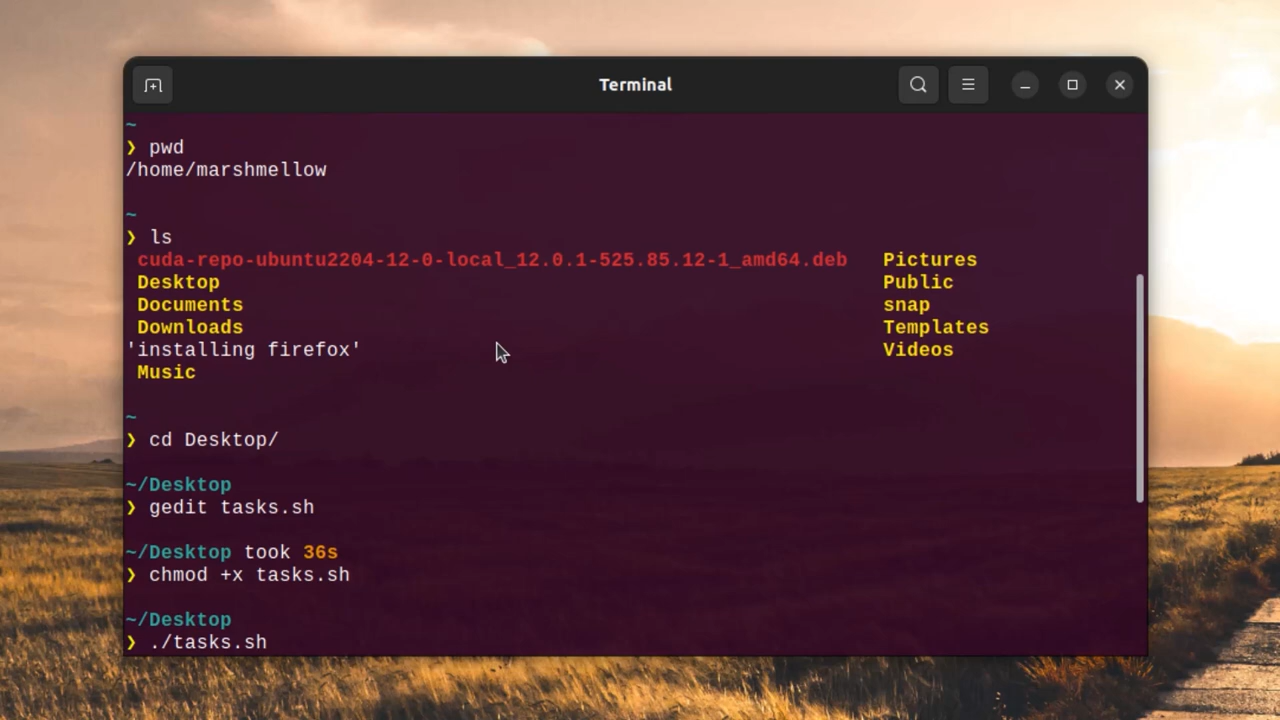 Terminal
~
❯ pwd
/home/marshmellow
~
❯ ls
cuda-repo-ubuntu2204-12-0-local_12.0.1-525.85.12-1_amd64.deb Pictures
Desktop Public
Documents snap
Downloads Templates
'installing firefox' Videos
Music
~
❯ cd Desktop/
~/Desktop
❯ gedit tasks.sh
~/Desktop took 36s
❯ chmod +x tasks.sh
~/Desktop
❯ ./tasks.sh